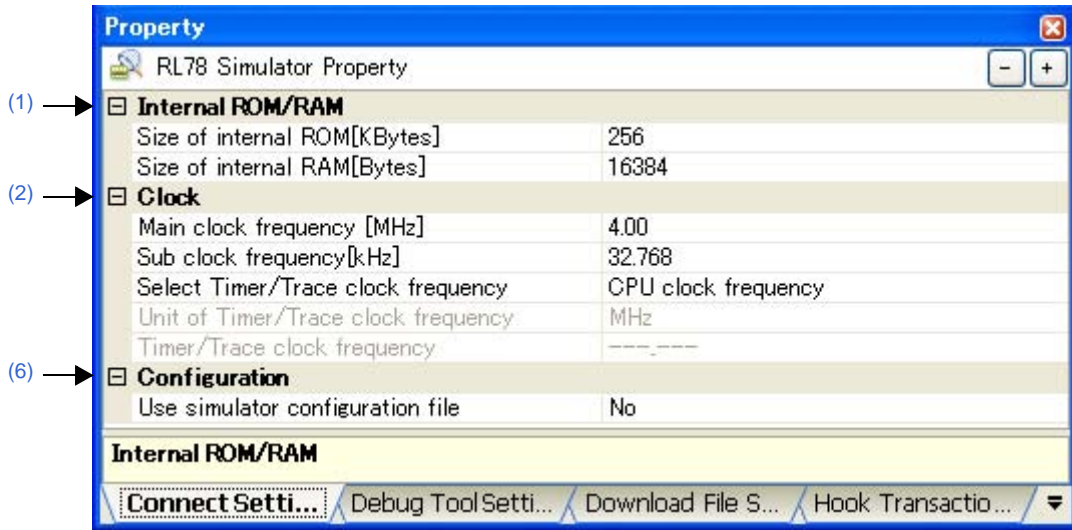 Property
RL78 Simulator Property
(1) Internal ROM/RAM
Size of internal ROM[KBytes] 256
Size of internal RAM[Bytes] 16384
(2) Clock
Main clock frequency [MHz] 4.00
Sub clock frequency[kHz] 32.768
Select Timer/Trace clock frequency CPU clock frequency
Unit of Timer/Trace clock frequency MHz
Timer/Trace clock frequency ---.---
(6) Configuration
Use simulator configuration file No
Internal ROM/RAM
Connect Setti... Debug Tool Setti... Download File S... Hook Transactio...